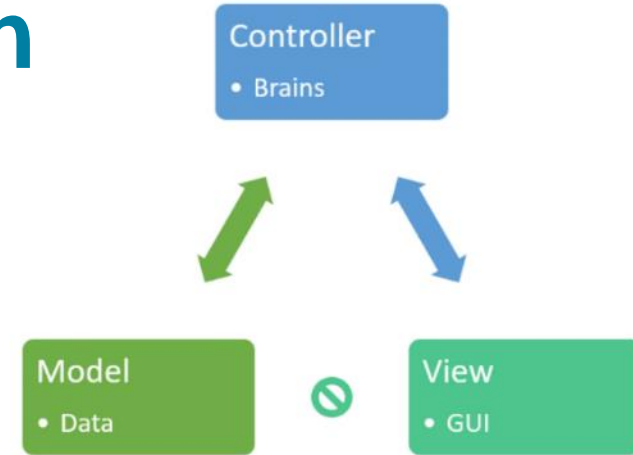 n
Controller
• Brains
Model
• Data
View
• GUI